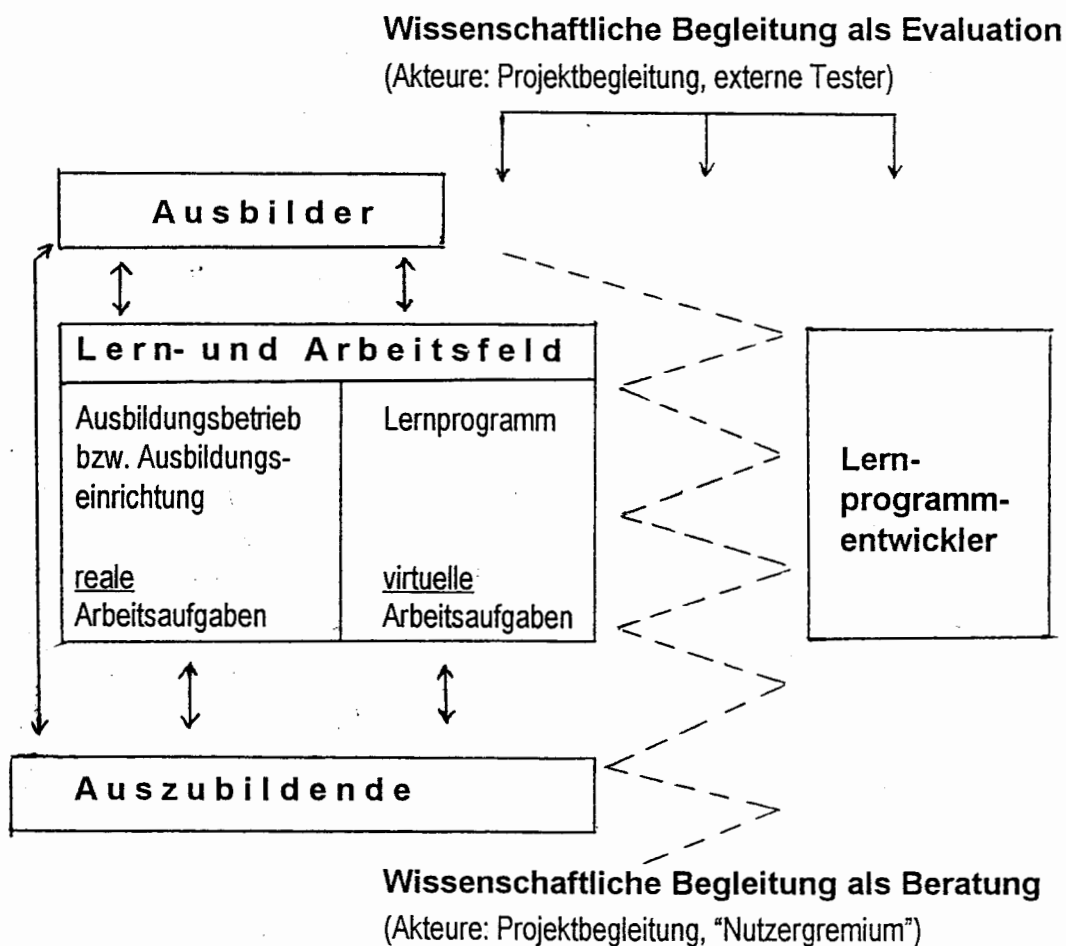 Wissenschaftliche Begleitung als Evaluation
(Akteure: Projektbegleitung, externe Tester)
Ausbilder
Lern- und Arbeitsfeld
Ausbildungsbetrieb
bzw. Ausbildungs-
einrichtung
reale
Arbeitsaufgaben
Lernprogramm
virtuelle
Arbeitsaufgaben
Lern-
programm-
entwickler
Auszubildende
Wissenschaftliche Begleitung als Beratung
(Akteure: Projektbegleitung, "Nutzergremium")